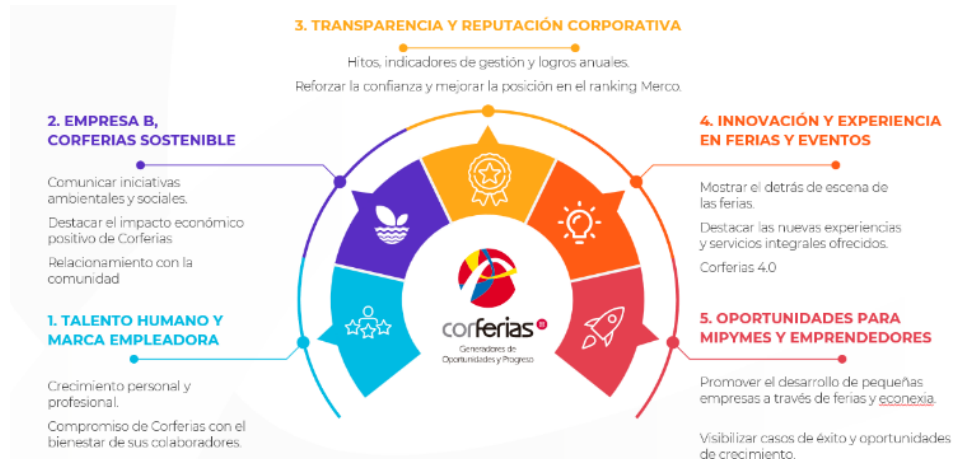 3. TRANSPARENCIA Y REPUTACIÓN CORPORATIVA
Hitos, indicadores de gestión y logros anuales.
Reforzar la confianza y mejorar la posición en el ranking Merco.
2. EMPRESA B,
CORFERIAS SOSTENIBLE
Comunicar iniciativas
ambientales y sociales.
Destacar el impacto económico
positivo de Corferias
Relacionamiento con la
comunidad
1. TALENTO HUMANO Y
MARCA EMPLEADORA
Crecimiento personal y
profesional.
Compromiso de Corferias con el
bienestar de sus colaboradores.
corferias
Generadores de
Oportunidades y Progreso
4. INNOVACIÓN Y EXPERIENCIA
EN FERIAS Y EVENTOS
Mostrar el detrás de escena de
las ferias.
Destacar las nuevas experiencias
y servicios integrales ofrecidos.
Corferias 4.0
5. OPORTUNIDADES PARA
MIPYMES Y EMPRENDEDORES
Promover el desarrollo de pequeñas
empresas a través de ferias y econexia.
Visibilizar casos de éxito y oportunidades
de crecimiento.